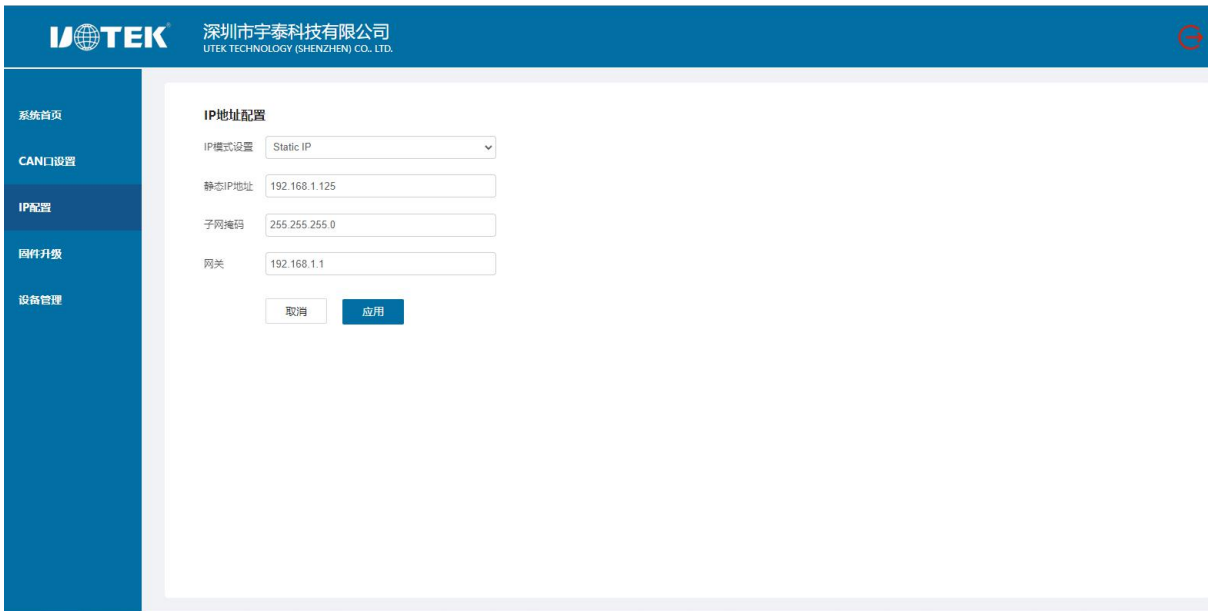 UOTEK®
深圳市宇泰科技有限公司
UTEK TECHNOLOGY (SHENZHEN) CO.. LTD.
系统首页
CAN口设置
IP配置
固件升级
设备管理
IP地址配置
IP模式设置 Static IP
静态IP地址 192.168.1.125
子网掩码 255.255.255.0
网关 192.168.1.1
取消 应用